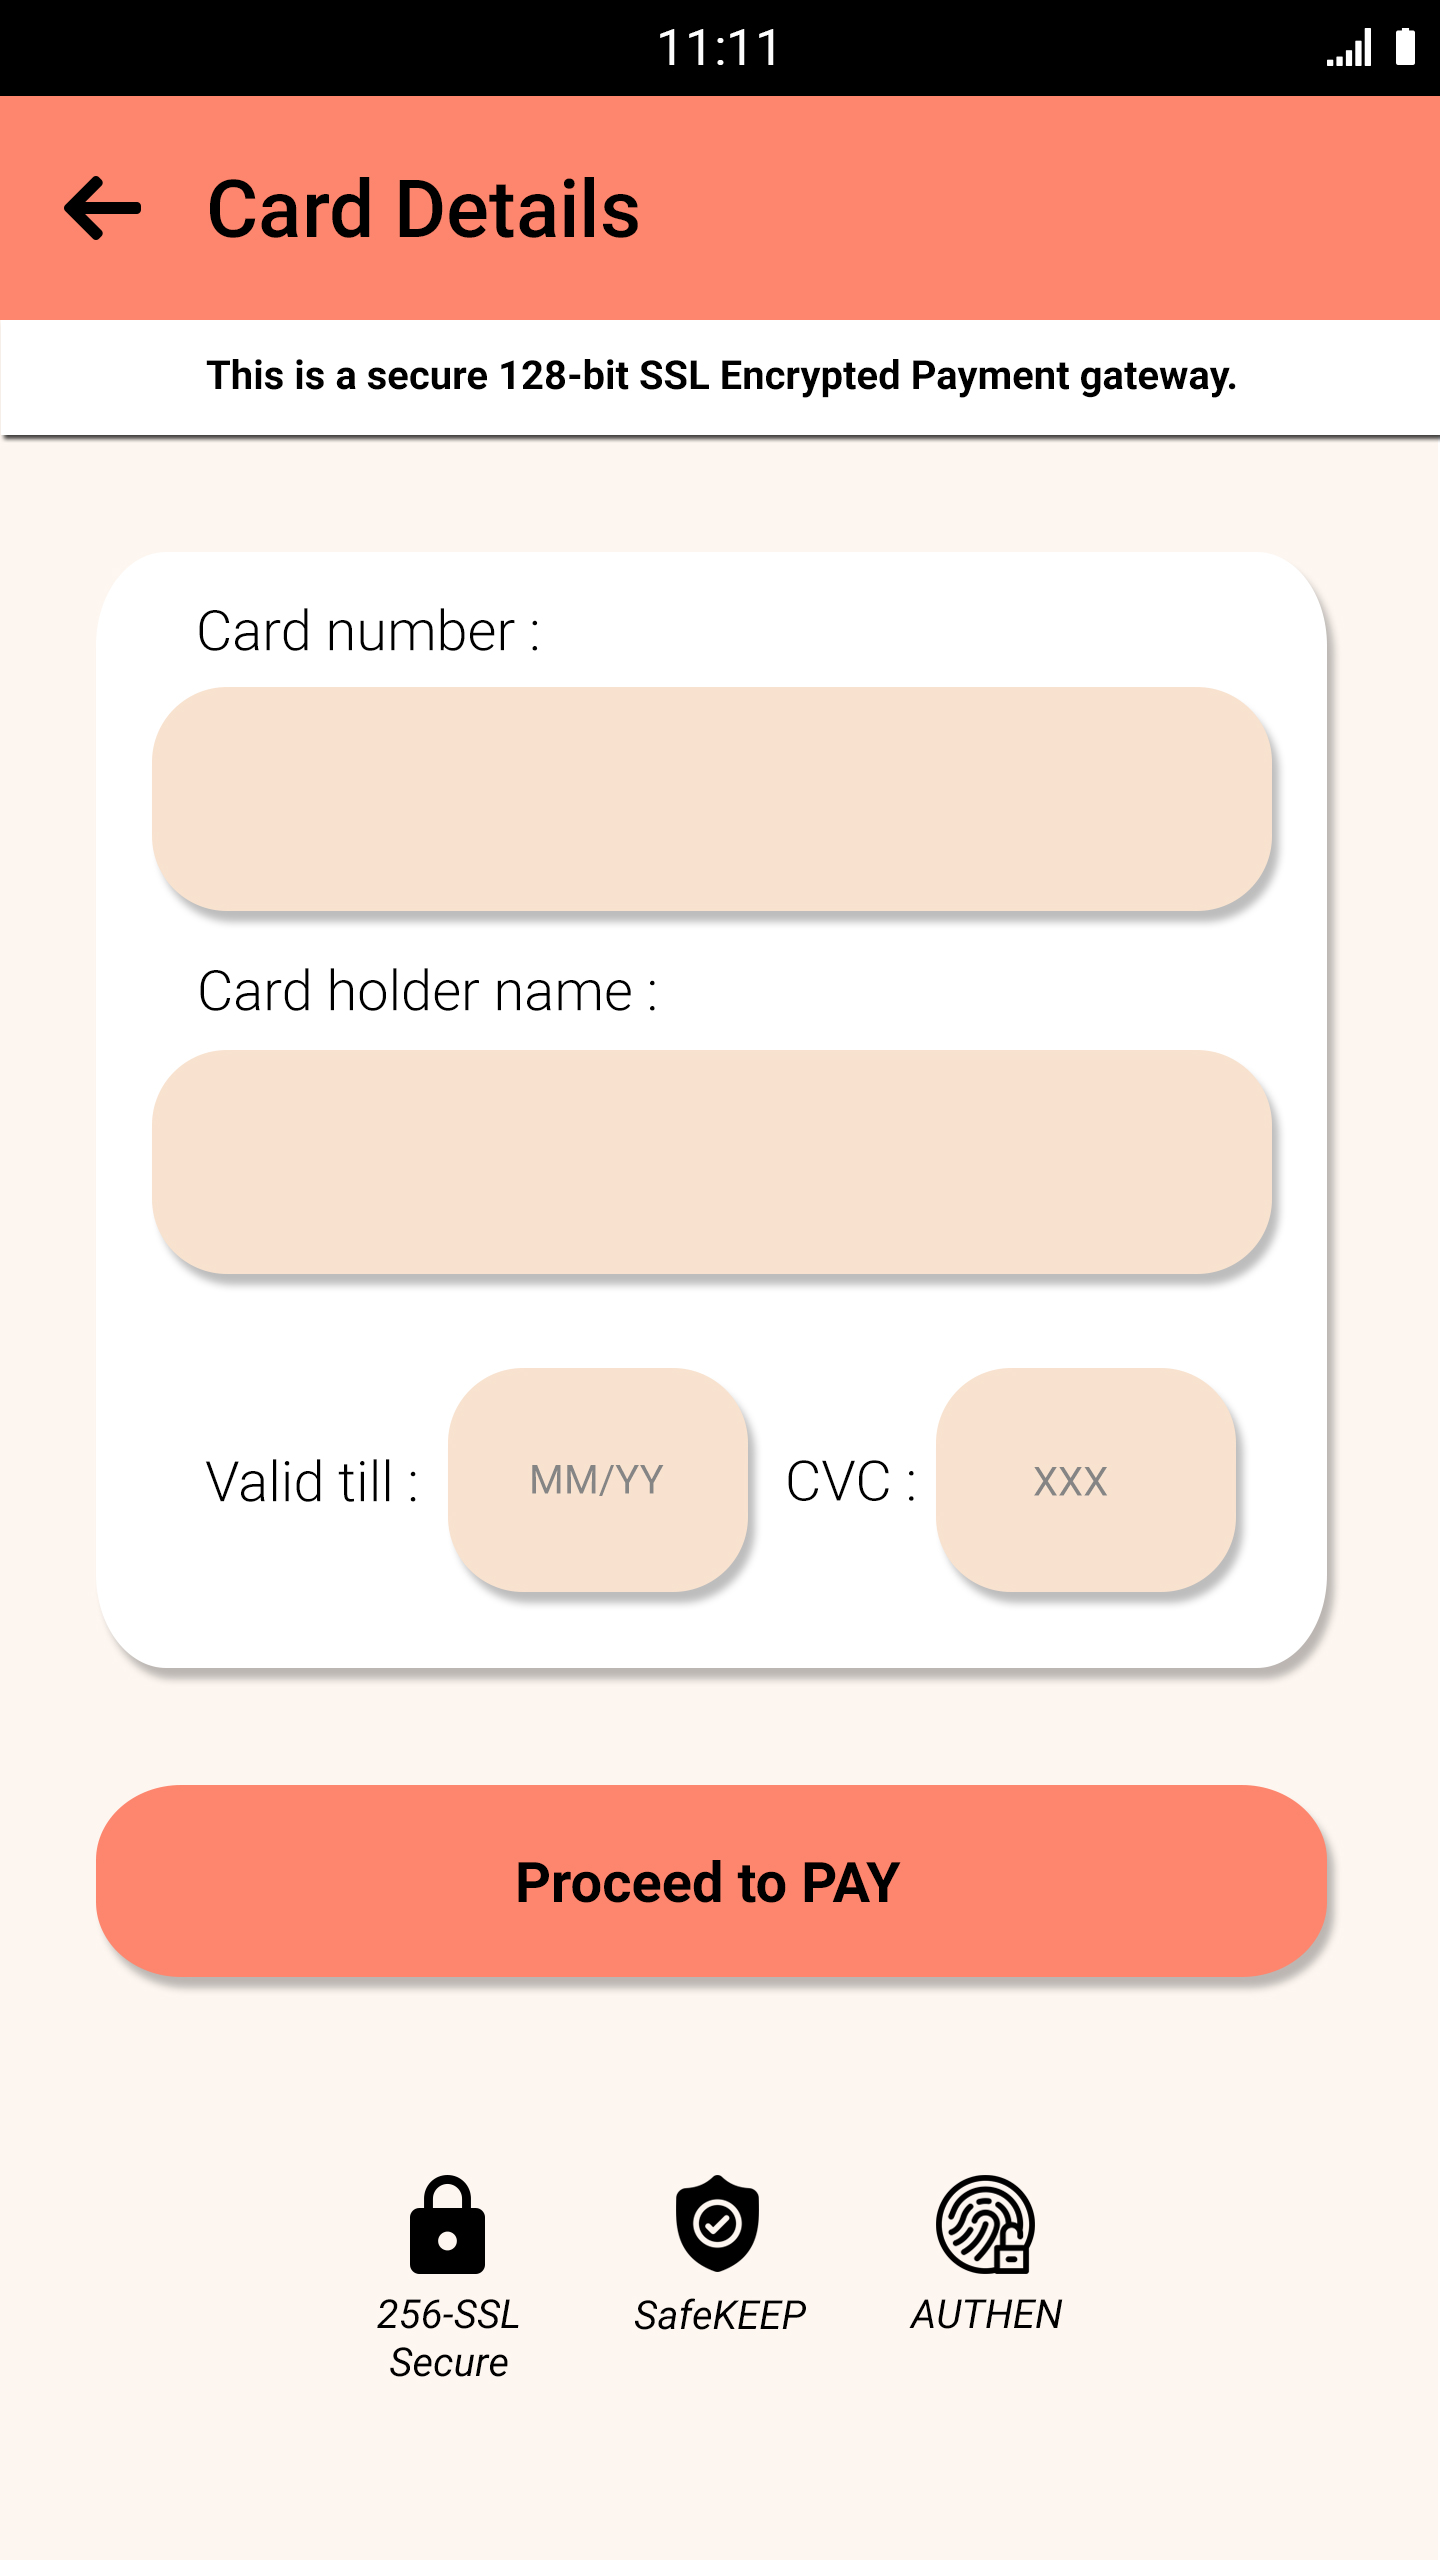 11:11
Card Details
This is a secure 128-bit SSL Encrypted Payment gateway.
Card number :
Card holder name :
Valid till : MM/YY CVC : XXX
Proceed to PAY
256-SSL SafeKEEP AUTHEN
Secure